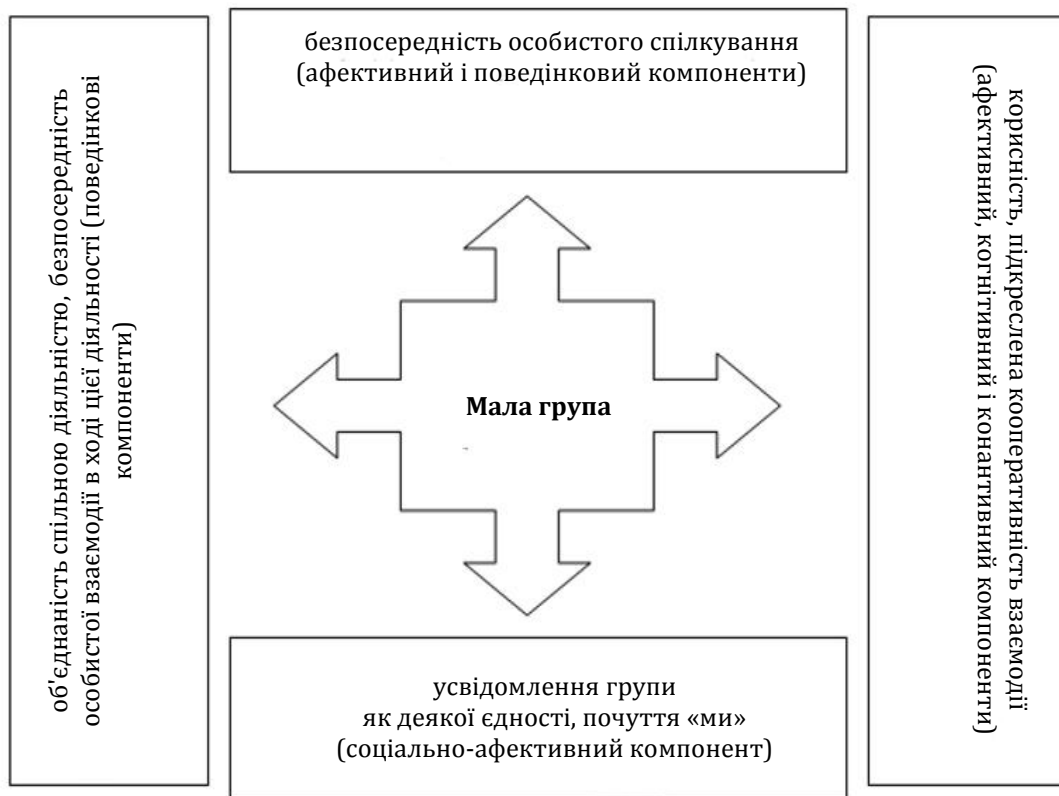 безпосередність особистого спілкування
(афективний і поведінковий компоненти)
об'єднаність спільною діяльністю, безпосередність
особистої взаємодії в ході цієї діяльності (поведінкові
компоненти)
Мала група
корисність, підкреслена кооперативність взаємодії
(афективний, когнітивний і конантивний компоненти)
усвідомлення групи
як деякої єдності, почуття «ми»
(соціально-афективний компонент)